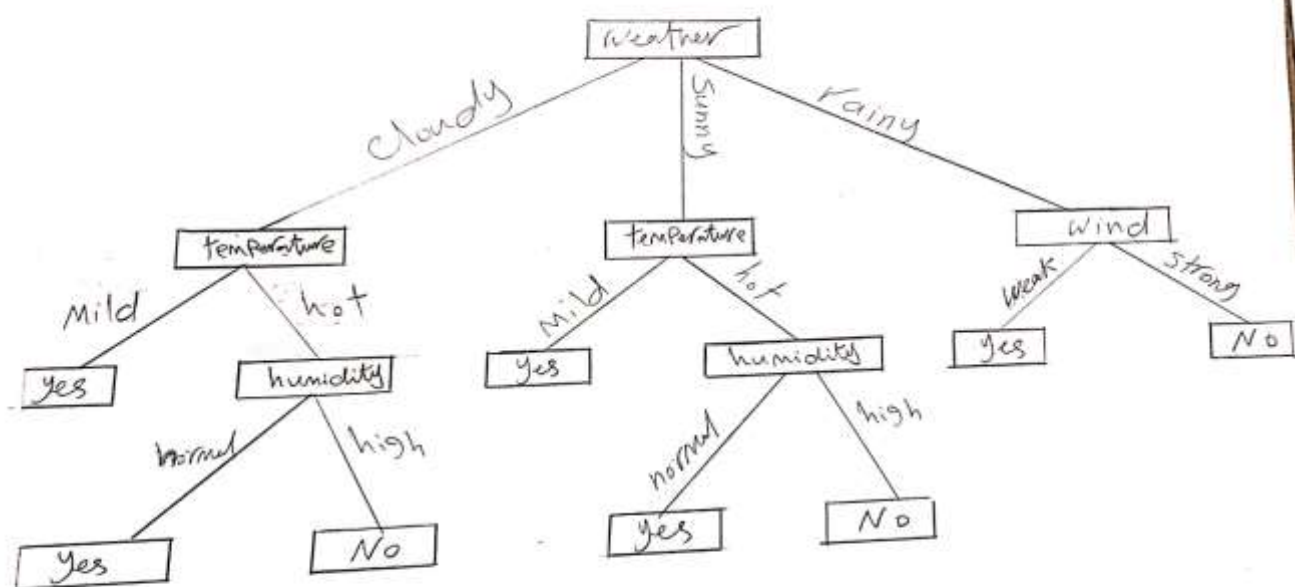 weather
cloudy
sunny
rainy
temperature
temperature
wind
Mild
hot
Mild
hot
weak
strong
yes
humidity
yes
humidity
yes
No
normal
high
normal
high
yes
No
yes
No